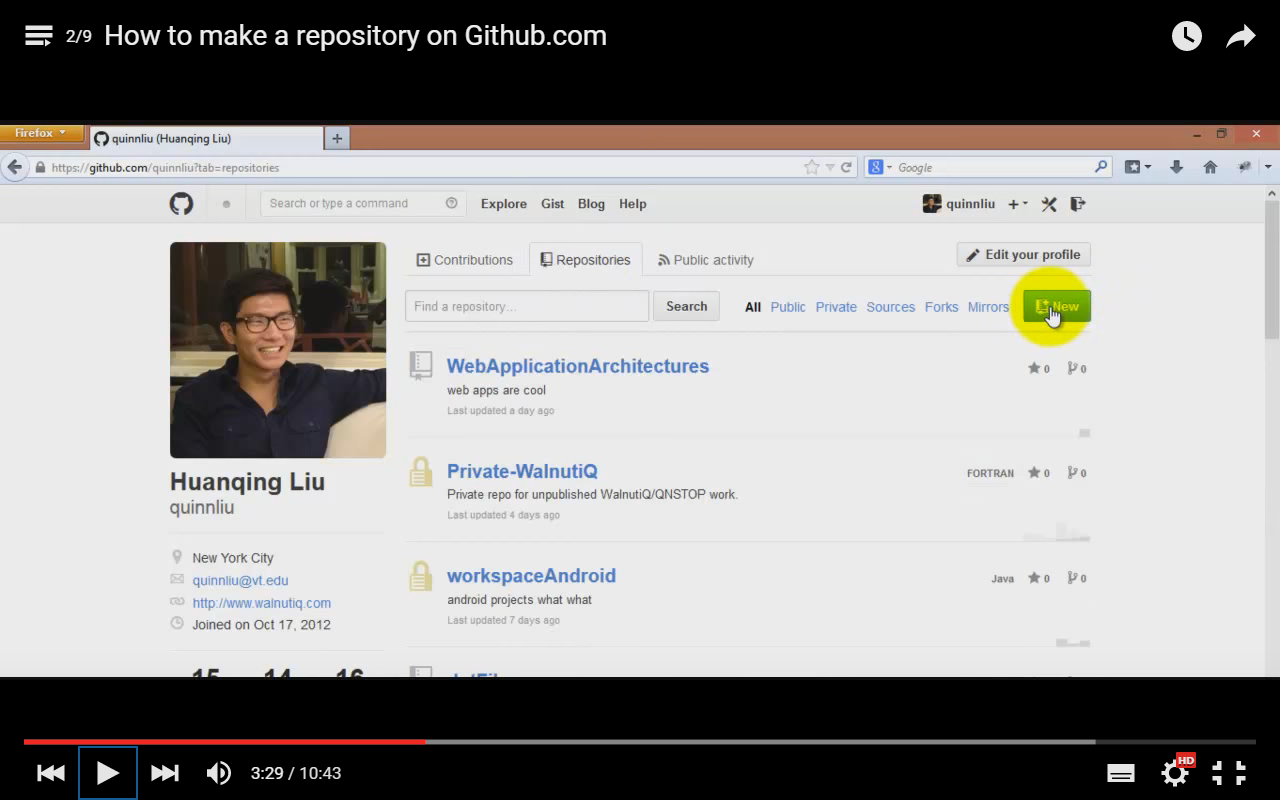 2/9 How to make a repository on Github.com
Firefox
quinnliu (Huanqing Liu)
https://github.com/quinnliu?tab=repositories
Google
Search or type a command
Explore Gist Blog Help
quinnliu
Contributions Repositories Public activity
Edit your profile
Find a repository...
Search
All Public Private Sources Forks Mirrors
New
WebApplicationArchitectures
0 0
web apps are cool
Last updated a day ago
Private-WalnutiQ
FORTRAN 0 0
Private repo for unpublished WalnutiQ/QNSTOP work.
Last updated 4 days ago
workspaceAndroid
Java 0 0
android projects what what
Last updated 7 days ago
Huanqing Liu
quinnliu
New York City
quinnliu@vt.edu
http://www.walnutiq.com
Joined on Oct 17, 2012
15 14 16
3:29 / 10:43
HD